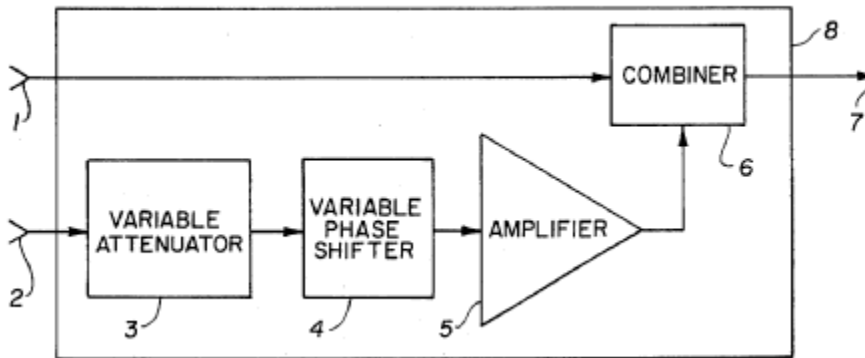 8
COMBINER
1
7
6
VARIABLE
ATTENUATOR
VARIABLE
PHASE
SHIFTER
AMPLIFIER
2
3
4
5